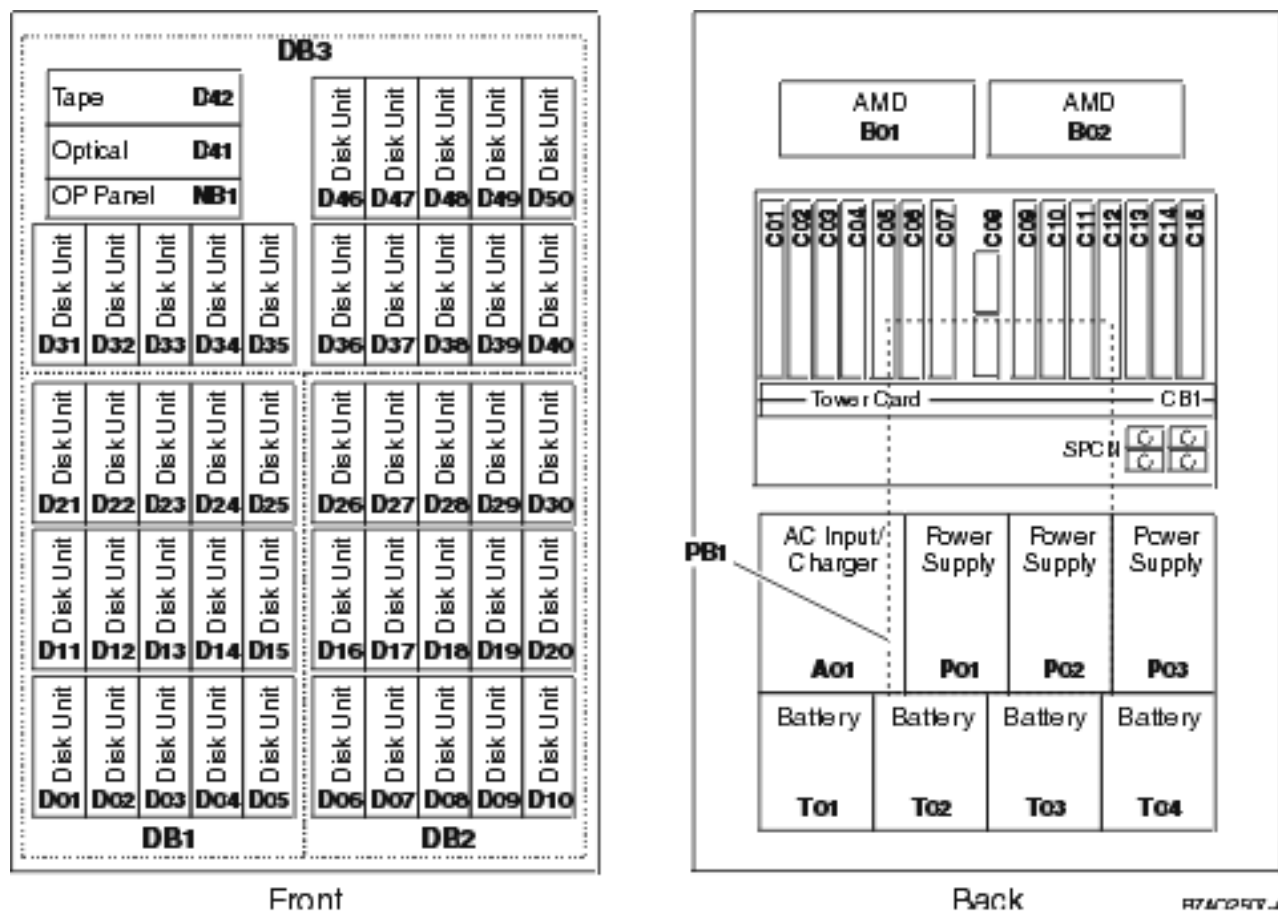 DB3
Tape D42
Optical D41
OP Panel NB1
Disk Unit Disk Unit Disk Unit Disk Unit Disk Unit
D46 D47 D48 D49 D50
Disk Unit Disk Unit Disk Unit Disk Unit Disk Unit Disk Unit Disk Unit Disk Unit Disk Unit Disk Unit
D31 D32 D33 D34 D35 D36 D37 D38 D39 D40
Disk Unit Disk Unit Disk Unit Disk Unit Disk Unit Disk Unit Disk Unit Disk Unit Disk Unit Disk Unit
D21 D22 D23 D24 D25 D26 D27 D28 D29 D30
Disk Unit Disk Unit Disk Unit Disk Unit Disk Unit Disk Unit Disk Unit Disk Unit Disk Unit Disk Unit
D11 D12 D13 D14 D15 D16 D17 D18 D19 D20
Disk Unit Disk Unit Disk Unit Disk Unit Disk Unit Disk Unit Disk Unit Disk Unit Disk Unit Disk Unit
D01 D02 D03 D04 D05 D06 D07 D08 D09 D10
DB1 DB2
Front
AMD AMD
B01 B02
C01 C02 C03 C04 C05 C06 C07 C08 C09 C10 C11 C12 C13 C14 C15
Tower Card CB1
SPCN
PB1
AC Input/ Power Power Power
Charger Supply Supply Supply
A01 P01 P02 P03
Battery Battery Battery Battery
T01 T02 T03 T04
Back